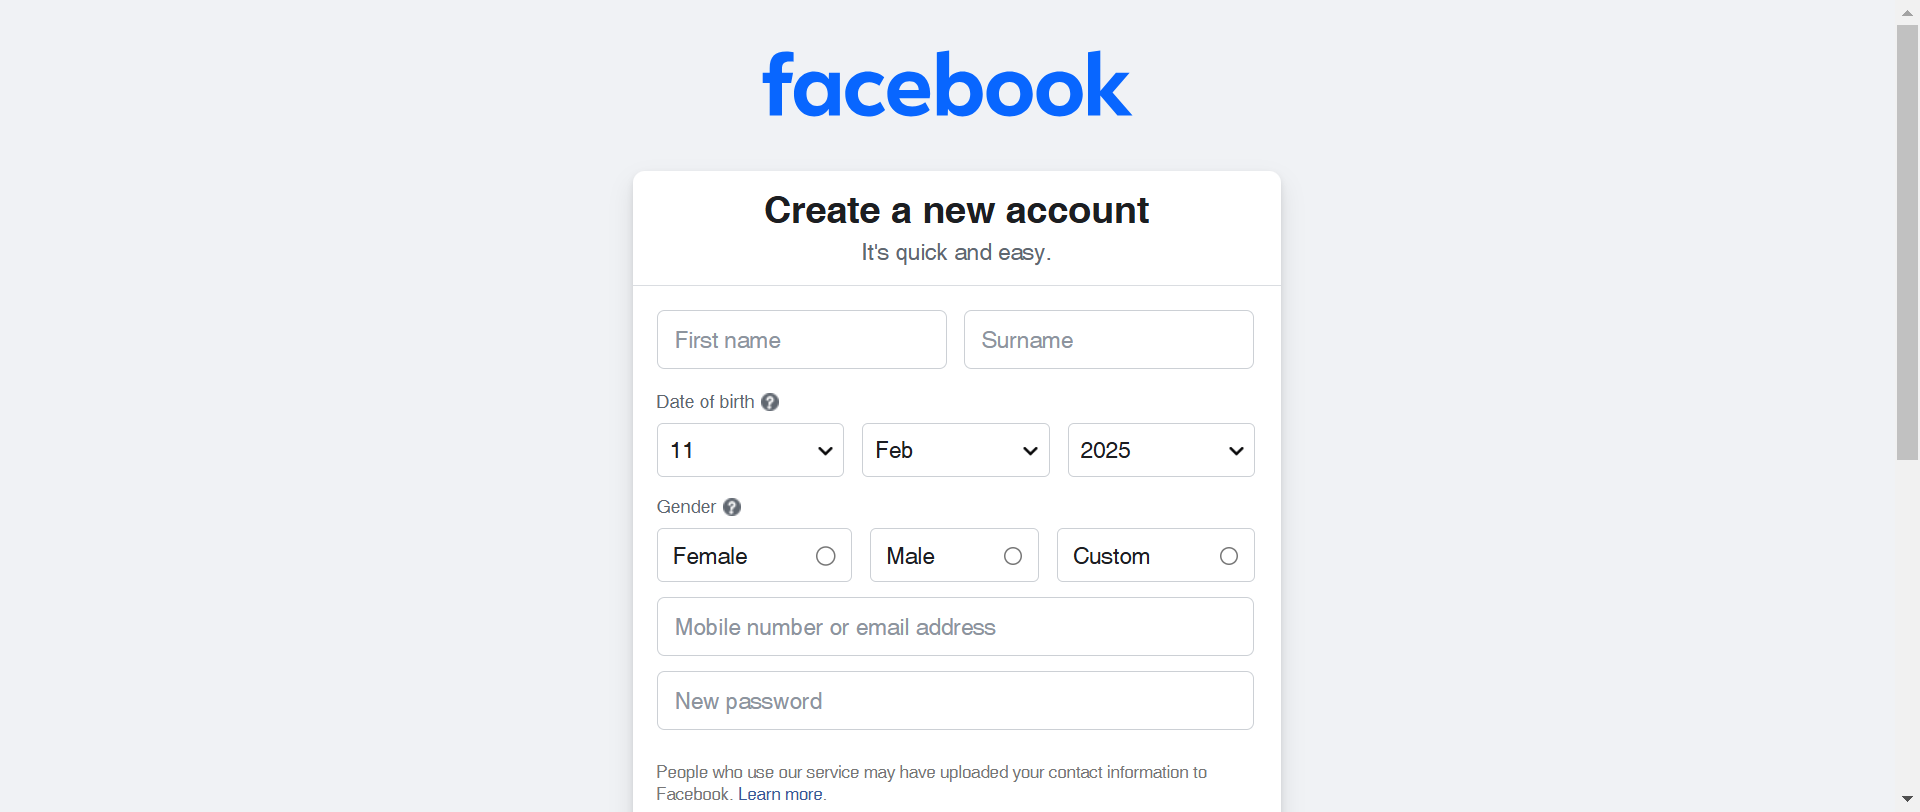 facebook
Create a new account
It's quick and easy.
First name Surname
Date of birth ?
11 Feb 2025
Gender ?
Female Male Custom
Mobile number or email address
New password
People who use our service may have uploaded your contact information to
Facebook. Learn more.